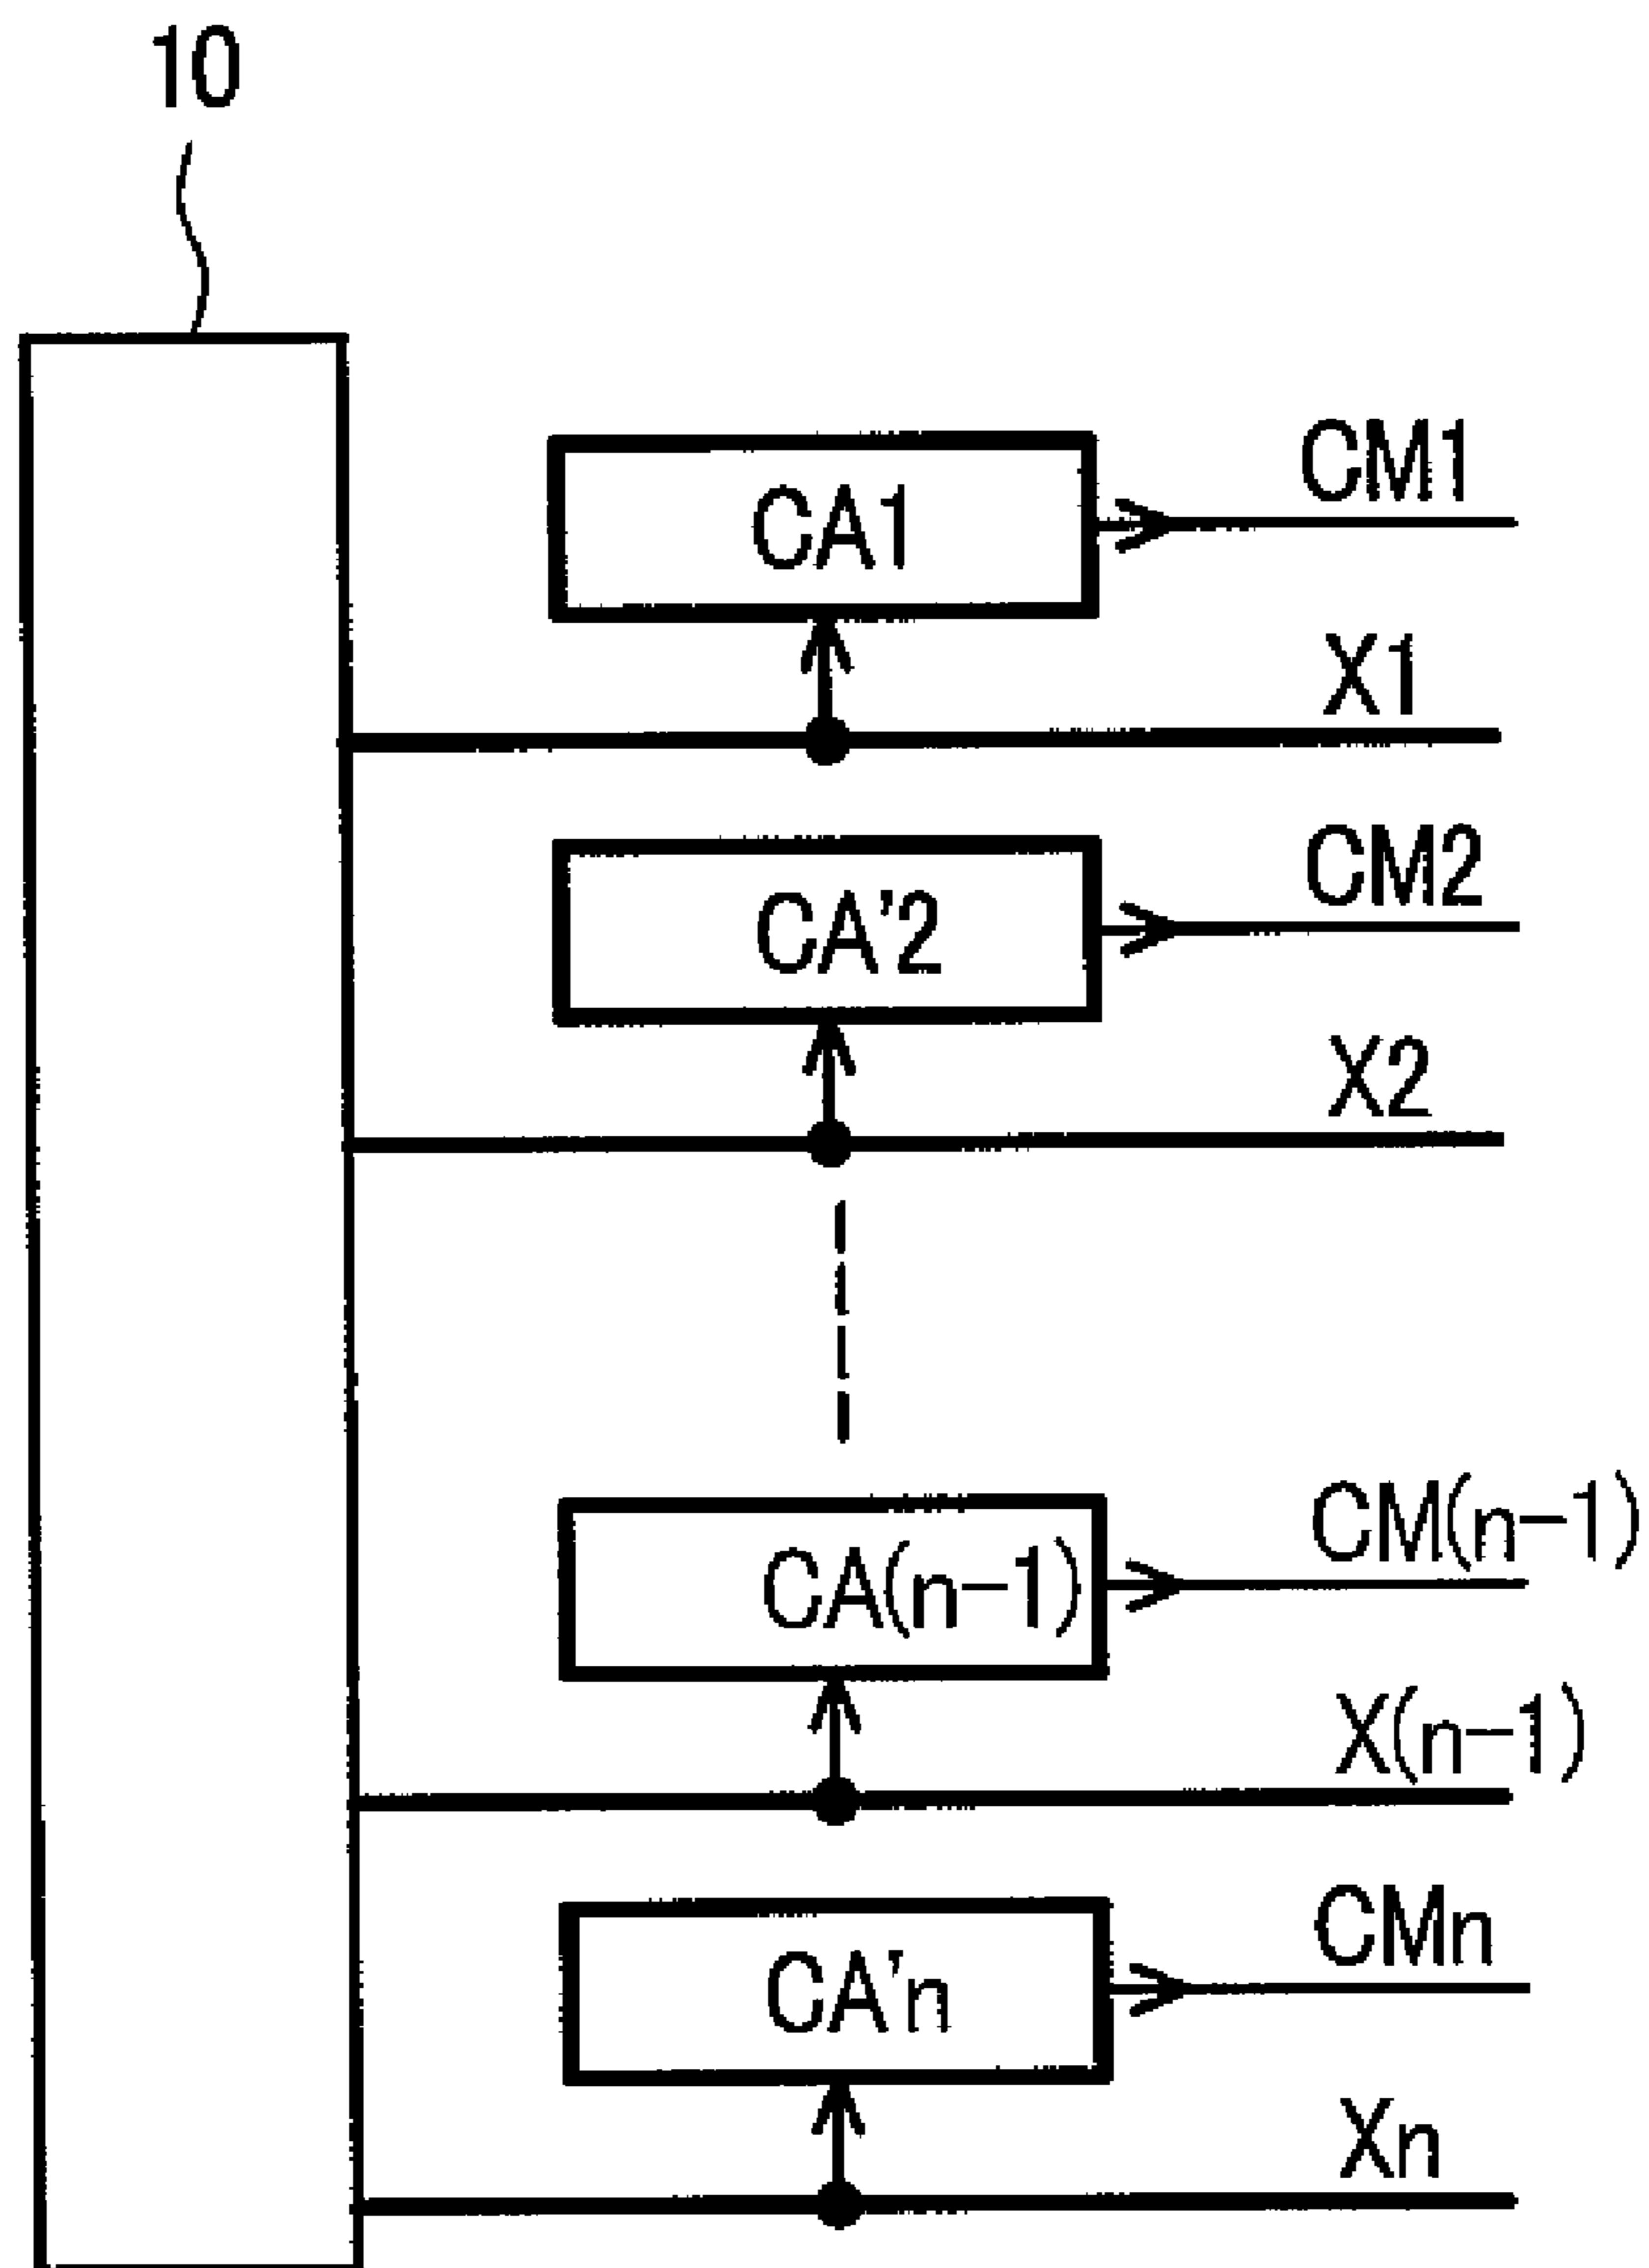 10
CM1
CA1
X1
CM2
CA'2
X2
CM(n-1)
CA(n-1)
X(n-1)
CMn
CA'n
Xn